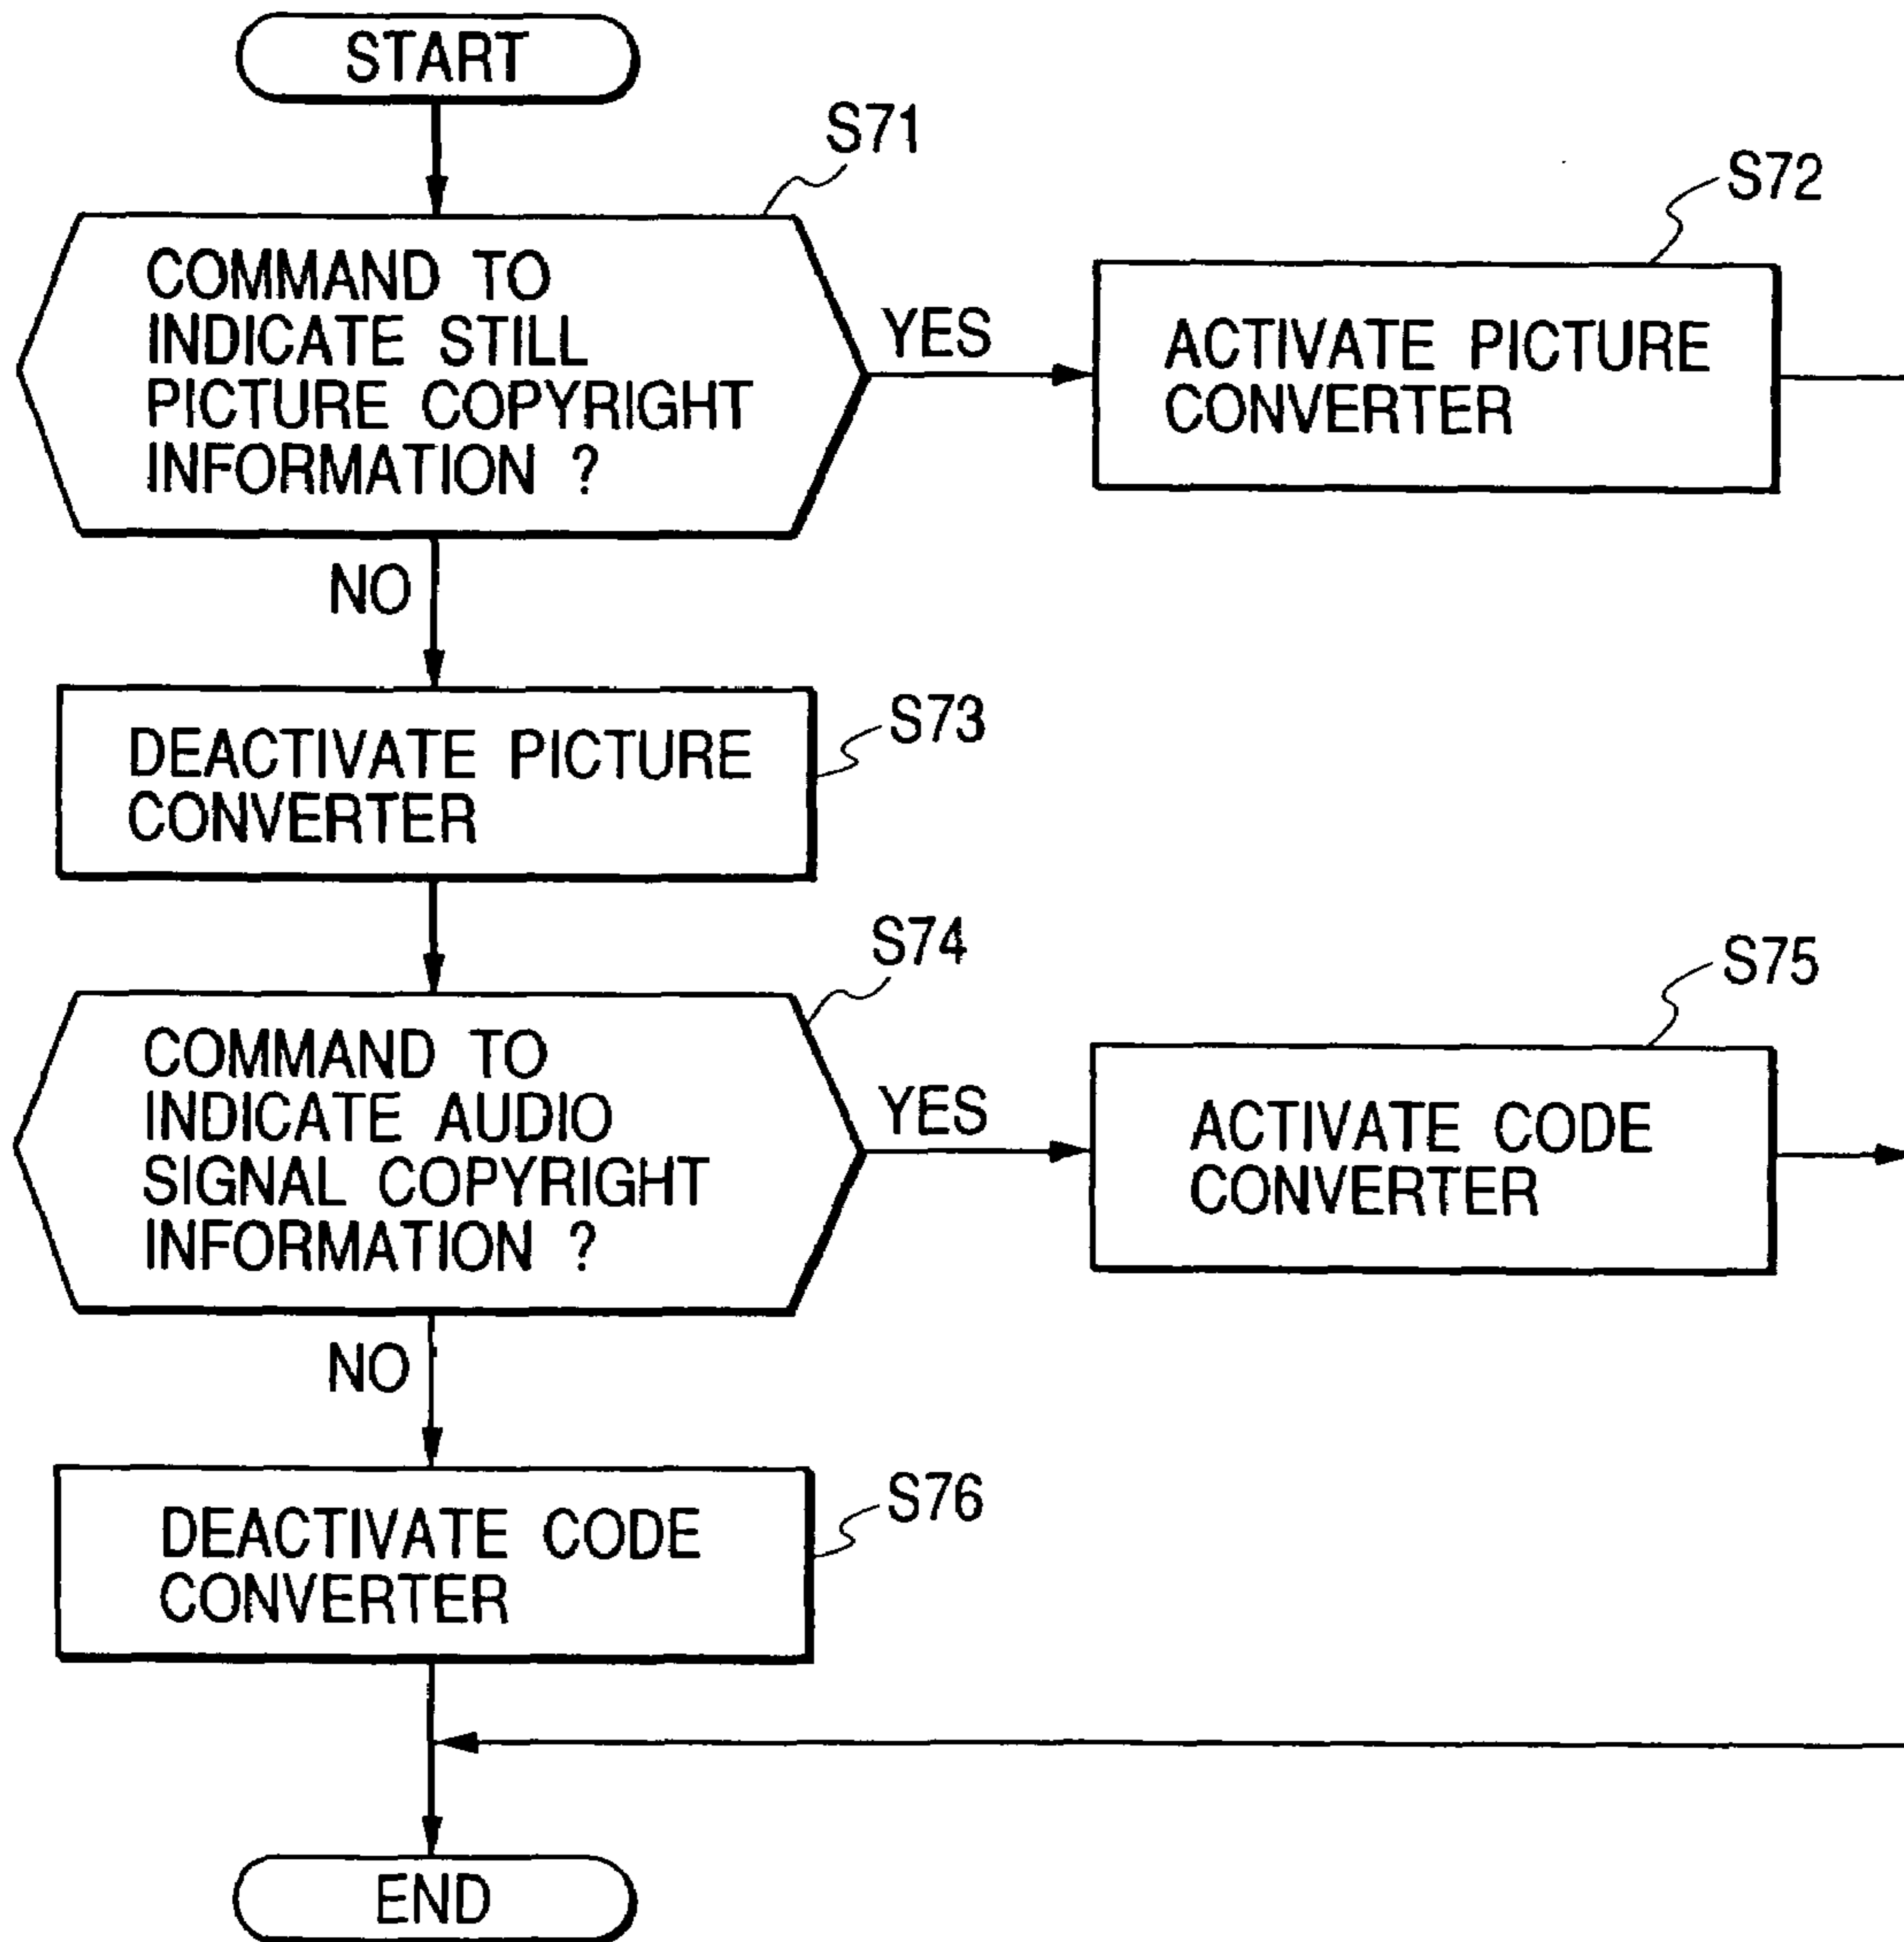 START
S71
COMMAND TO
INDICATE STILL
PICTURE COPYRIGHT
INFORMATION ?
YES
S72
ACTIVATE PICTURE
CONVERTER
NO
S73
DEACTIVATE PICTURE
CONVERTER
S74
COMMAND TO
INDICATE AUDIO
SIGNAL COPYRIGHT
INFORMATION ?
YES
S75
ACTIVATE CODE
CONVERTER
NO
S76
DEACTIVATE CODE
CONVERTER
END